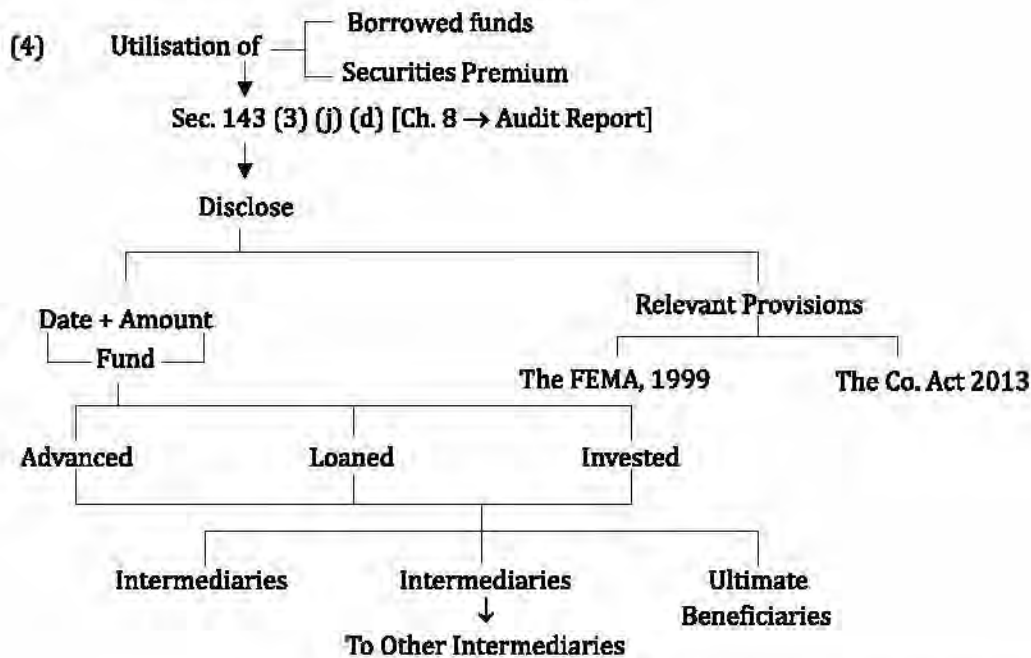 (4) Utilisation of
Borrowed funds
Securities Premium
Sec. 143 (3) (j) (d) [Ch. 8 → Audit Report]
Disclose
Date + Amount
Fund
Relevant Provisions
The FEMA, 1999 The Co. Act 2013
Advanced Loaned Invested
Intermediaries Intermediaries Ultimate
Beneficiaries
To Other Intermediaries